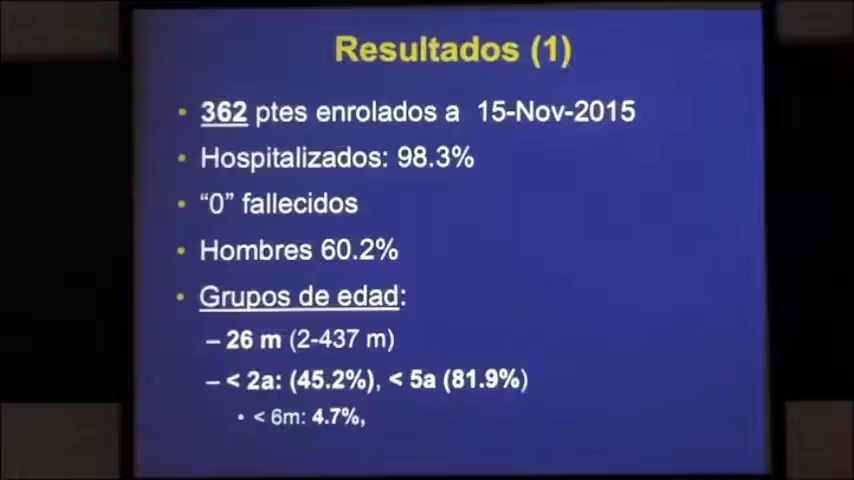 Resultados (1)
• 362 ptes enrolados a 15-Nov-2015
• Hospitalizados: 98.3%
• “0” fallecidos
• Hombres 60.2%
• Grupos de edad:
– 26 m (2-437 m)
– < 2a: (45.2%), < 5a (81.9%)
• < 6m: 4.7%,